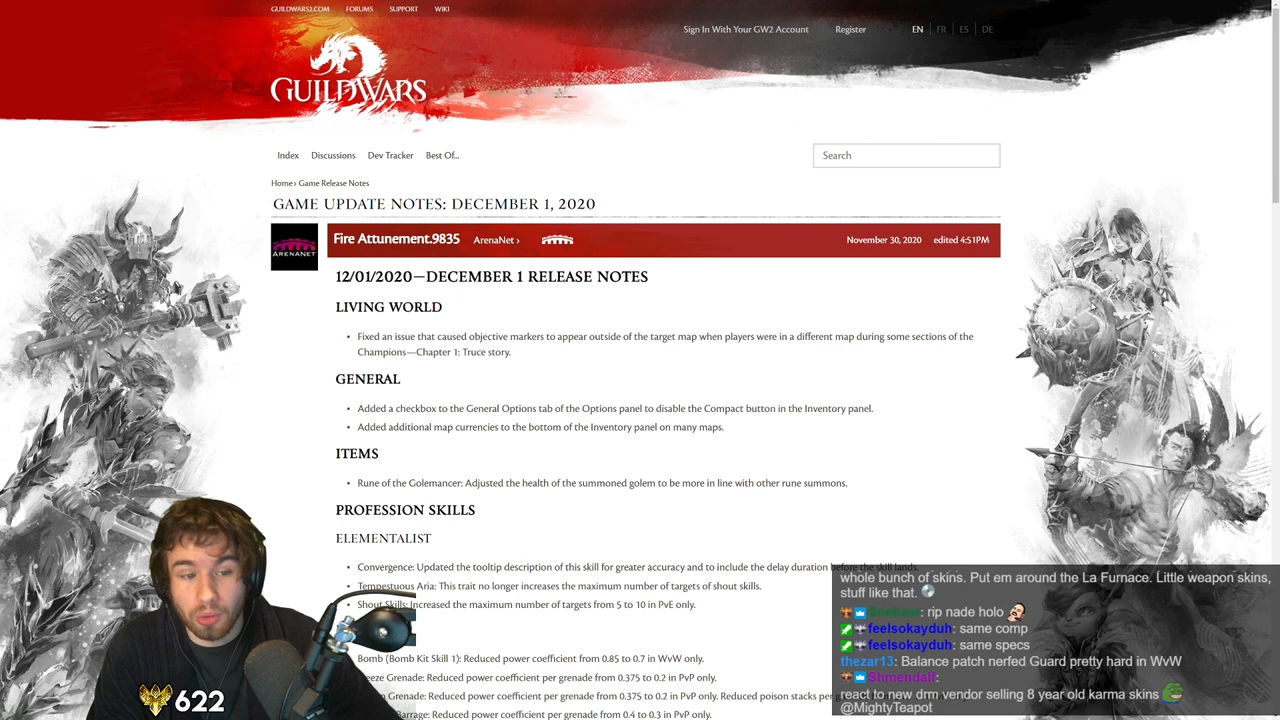 GUILDWARS2.COM FORUMS SUPPORT WIKI
Sign In With Your GW2 Account Register EN FR ES DE
GUILDWARS
Index Discussions Dev Tracker Best Of...
Search
Home› Game Release Notes
GAME UPDATE NOTES: DECEMBER 1, 2020
ARENANET
Fire Attunement.9835 ArenaNet › November 30, 2020 edited 4:51PM
12/01/2020—DECEMBER 1 RELEASE NOTES
LIVING WORLD
• Fixed an issue that caused objective markers to appear outside of the target map when players were in a different map during some sections of the
Champions—Chapter 1: Truce story.
GENERAL
• Added a checkbox to the General Options tab of the Options panel to disable the Compact button in the Inventory panel.
• Added additional map currencies to the bottom of the Inventory panel on many maps.
ITEMS
• Rune of the Golemancer: Adjusted the health of the summoned golem to be more in line with other rune summons.
PROFESSION SKILLS
ELEMENTALIST
• Convergence: Updated the tooltip description of this skill for greater accuracy and to include the delay duration before the skill lands.
• Tempestuous Aria: This trait no longer increases the maximum number of targets of shout skills.
• Shout Skills: Increased the maximum number of targets from 5 to 10 in PvE only.
Bomb (Bomb Kit Skill 1): Reduced power coefficient from 0.85 to 0.7 in WvW only.
Grenade: Reduced power coefficient per grenade from 0.375 to 0.2 in PvP only.
Grenade: Reduced power coefficient per grenade from 0.375 to 0.2 in PvP only. Reduced poison stacks per
Barrage: Reduced power coefficient per grenade from 0.4 to 0.3 in PvP only.
622
whole bunch of skins. Put em around the La Furnace. Little weapon skins,
stuff like that.
: rip nade holo
feelsokayduh: same comp
feelsokayduh: same specs
thezar13: Balance patch nerfed Guard pretty hard in WvW
Shmendalf:
react to new drm vendor selling 8 year old karma skins
@MightyTeapot